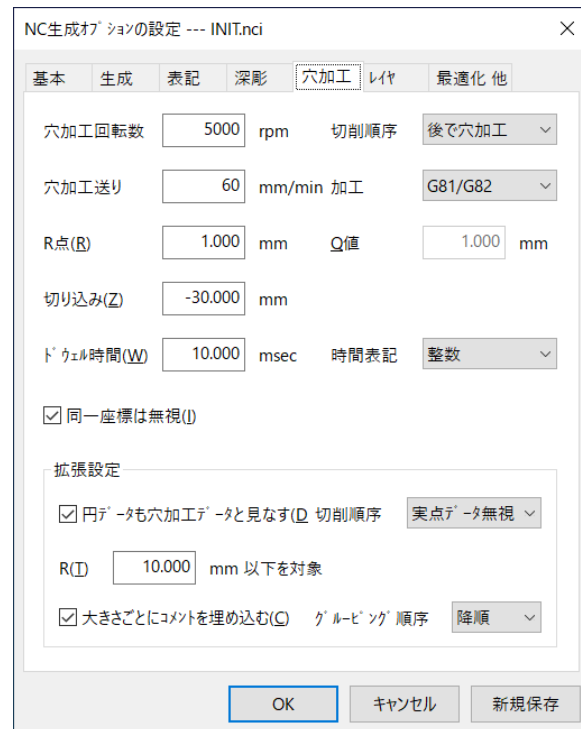 NC生成ｵﾌﾟｼｮﾝの設定 --- INIT.nci
基本 生成 表記 深彫 穴加工 ﾚｲﾔ 最適化 他
穴加工回転数 5000 rpm 切削順序 後で穴加工
穴加工送り 60 mm/min 加工 G81/G82
R点(R) 1.000 mm Q値 1.000 mm
切り込み(Z) -30.000 mm
ﾄﾞｳｪﾙ時間(W) 10.000 msec 時間表記 整数
同一座標は無視(I)
拡張設定
円ﾃﾞｰﾀも穴加工ﾃﾞｰﾀと見なす(D 切削順序 実点ﾃﾞｰﾀ無視
R(T) 10.000 mm 以下を対象
大きさごとにｺﾒﾝﾄを埋め込む(C) ｸﾞﾙｰﾋﾟﾝｸﾞ順序 降順
OK キャンセル 新規保存